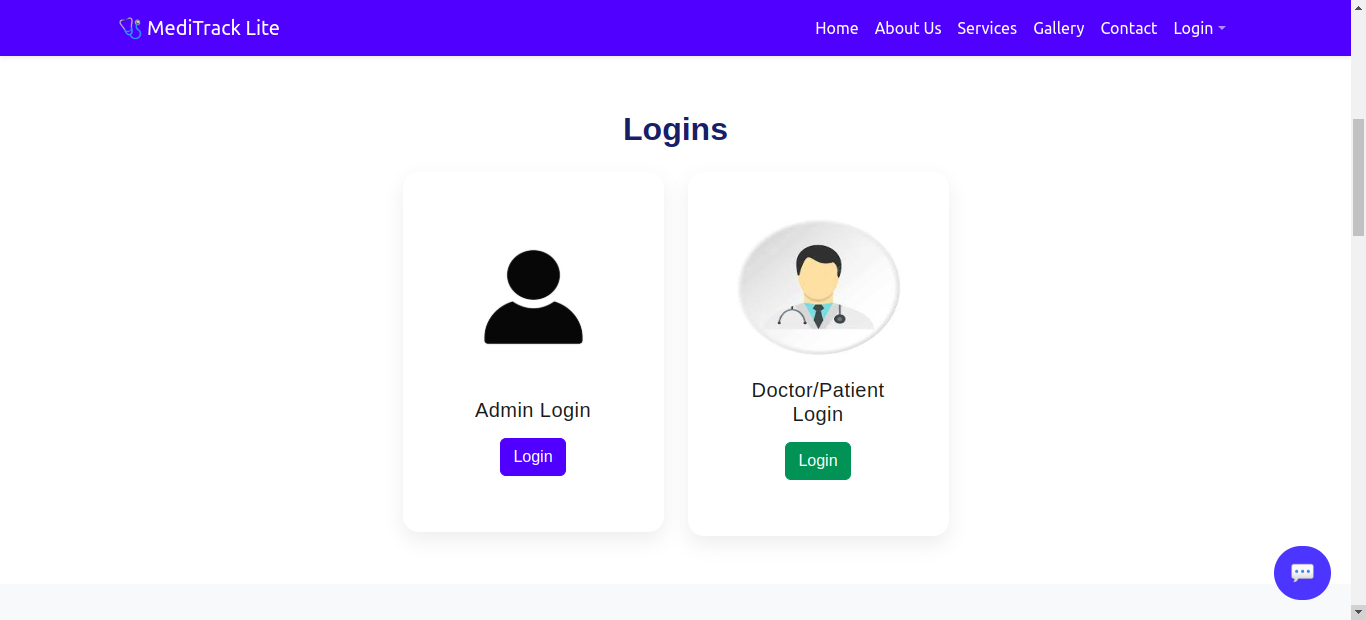 MediTrack Lite
Home About Us Services Gallery Contact Login
Logins
Admin Login
Login
Doctor/Patient
Login
Login